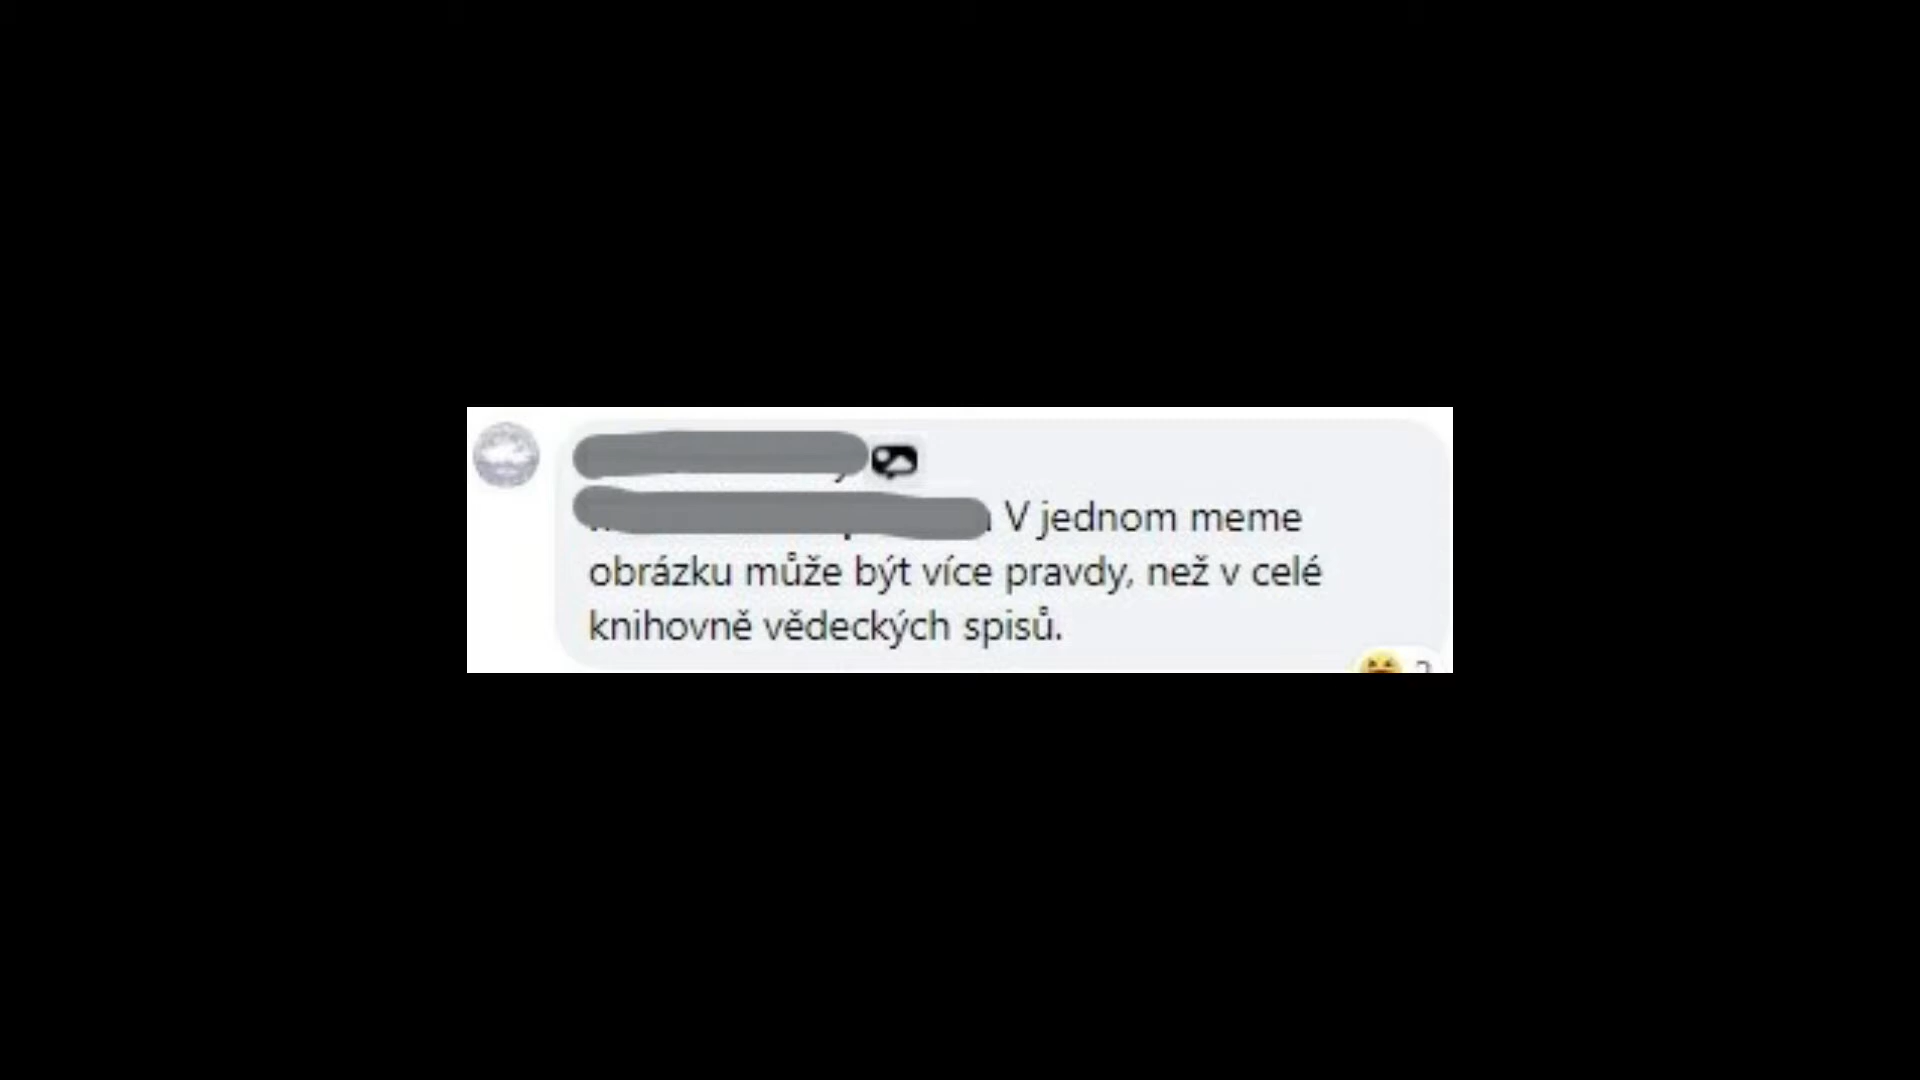 V jednom meme
obrázku může být více pravdy, než v celé
knihovně vědeckých spisů.